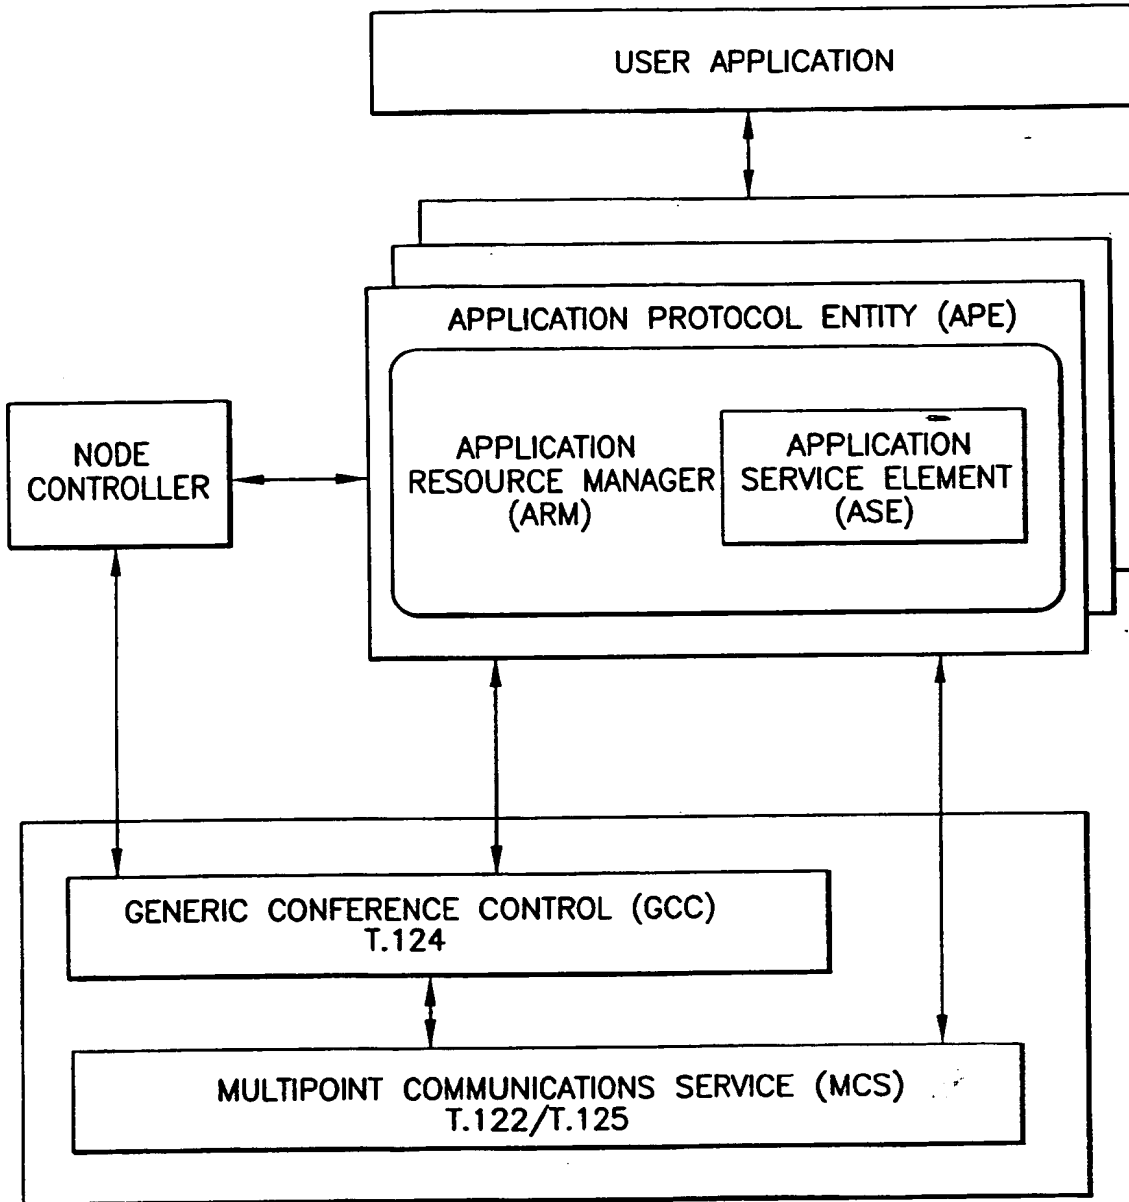 USER APPLICATION
APPLICATION PROTOCOL ENTITY (APE)
NODE
CONTROLLER
APPLICATION
RESOURCE MANAGER
(ARM)
APPLICATION
SERVICE ELEMENT
(ASE)
GENERIC CONFERENCE CONTROL (GCC)
T.124
MULTIPOINT COMMUNICATIONS SERVICE (MCS)
T.122/T.125